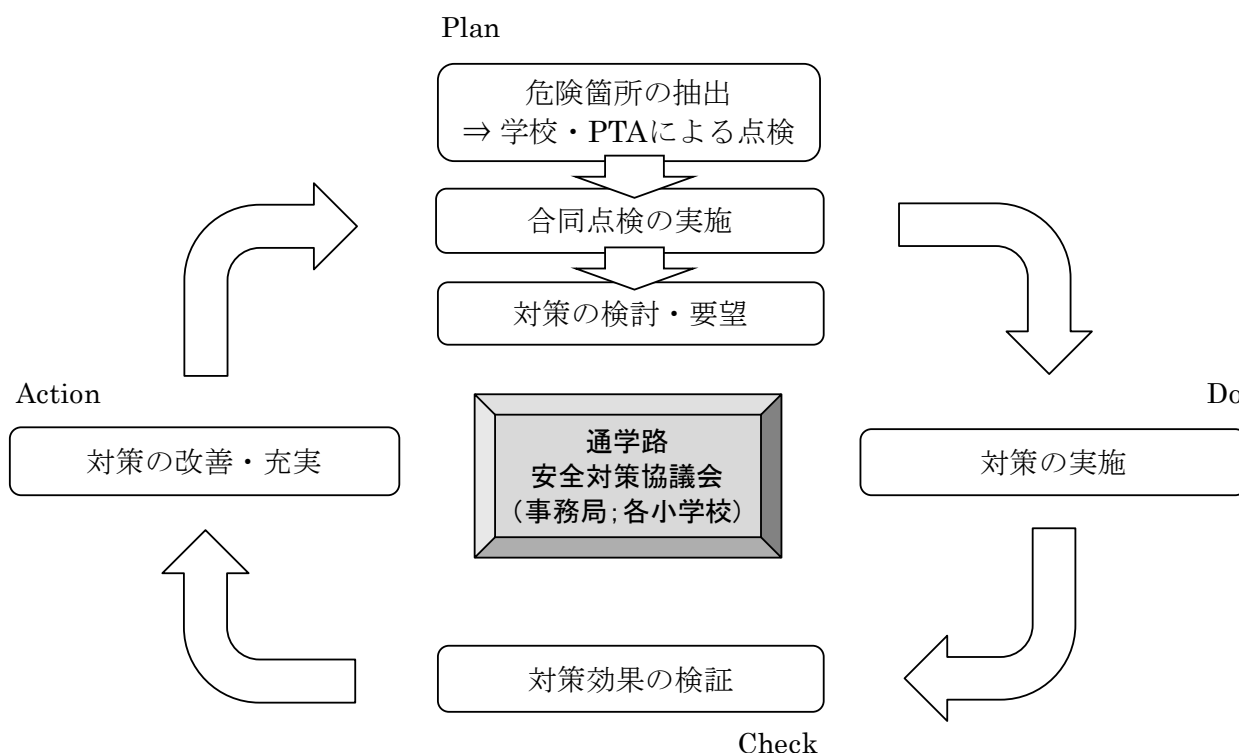 Plan
危険箇所の抽出
⇒ 学校・PTAによる点検
合同点検の実施
対策の検討・要望
Action
Do
対策の改善・充実
通学路
安全対策協議会
（事務局；各小学校）
対策の実施
対策効果の検証
Check